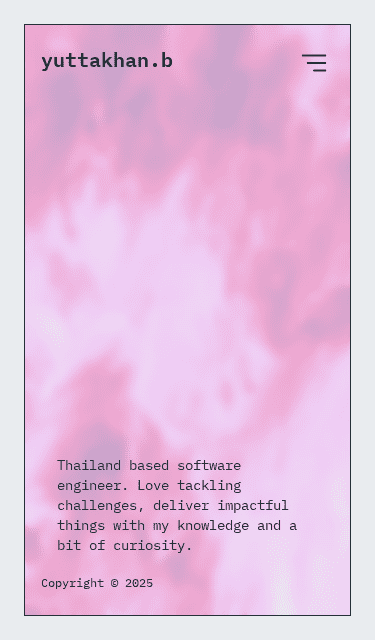 yuttakhan.b
Thailand based software
engineer. Love tackling
challenges, deliver impactful
things with my knowledge and a
bit of curiosity.
Copyright © 2025